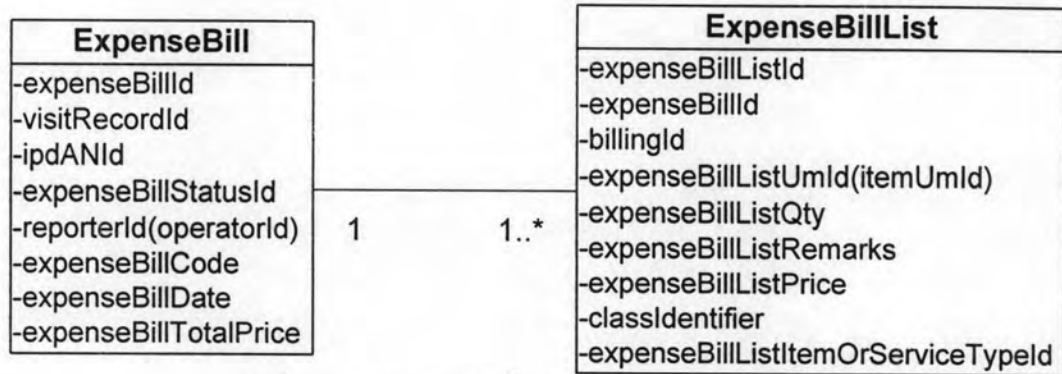 ExpenseBill
-expenseBillId
-visitRecordId
-ipdANId
-expenseBillStatusId
-reporterId(operatorId)
-expenseBillCode
-expenseBillDate
-expenseBillTotalPrice
1
1..*
ExpenseBillList
-expenseBillListId
-expenseBillId
-billingId
-expenseBillListUmId(itemUmId)
-expenseBillListQty
-expenseBillListRemarks
-expenseBillListPrice
-classIdentifier
-expenseBillListItemOrServiceTypeId